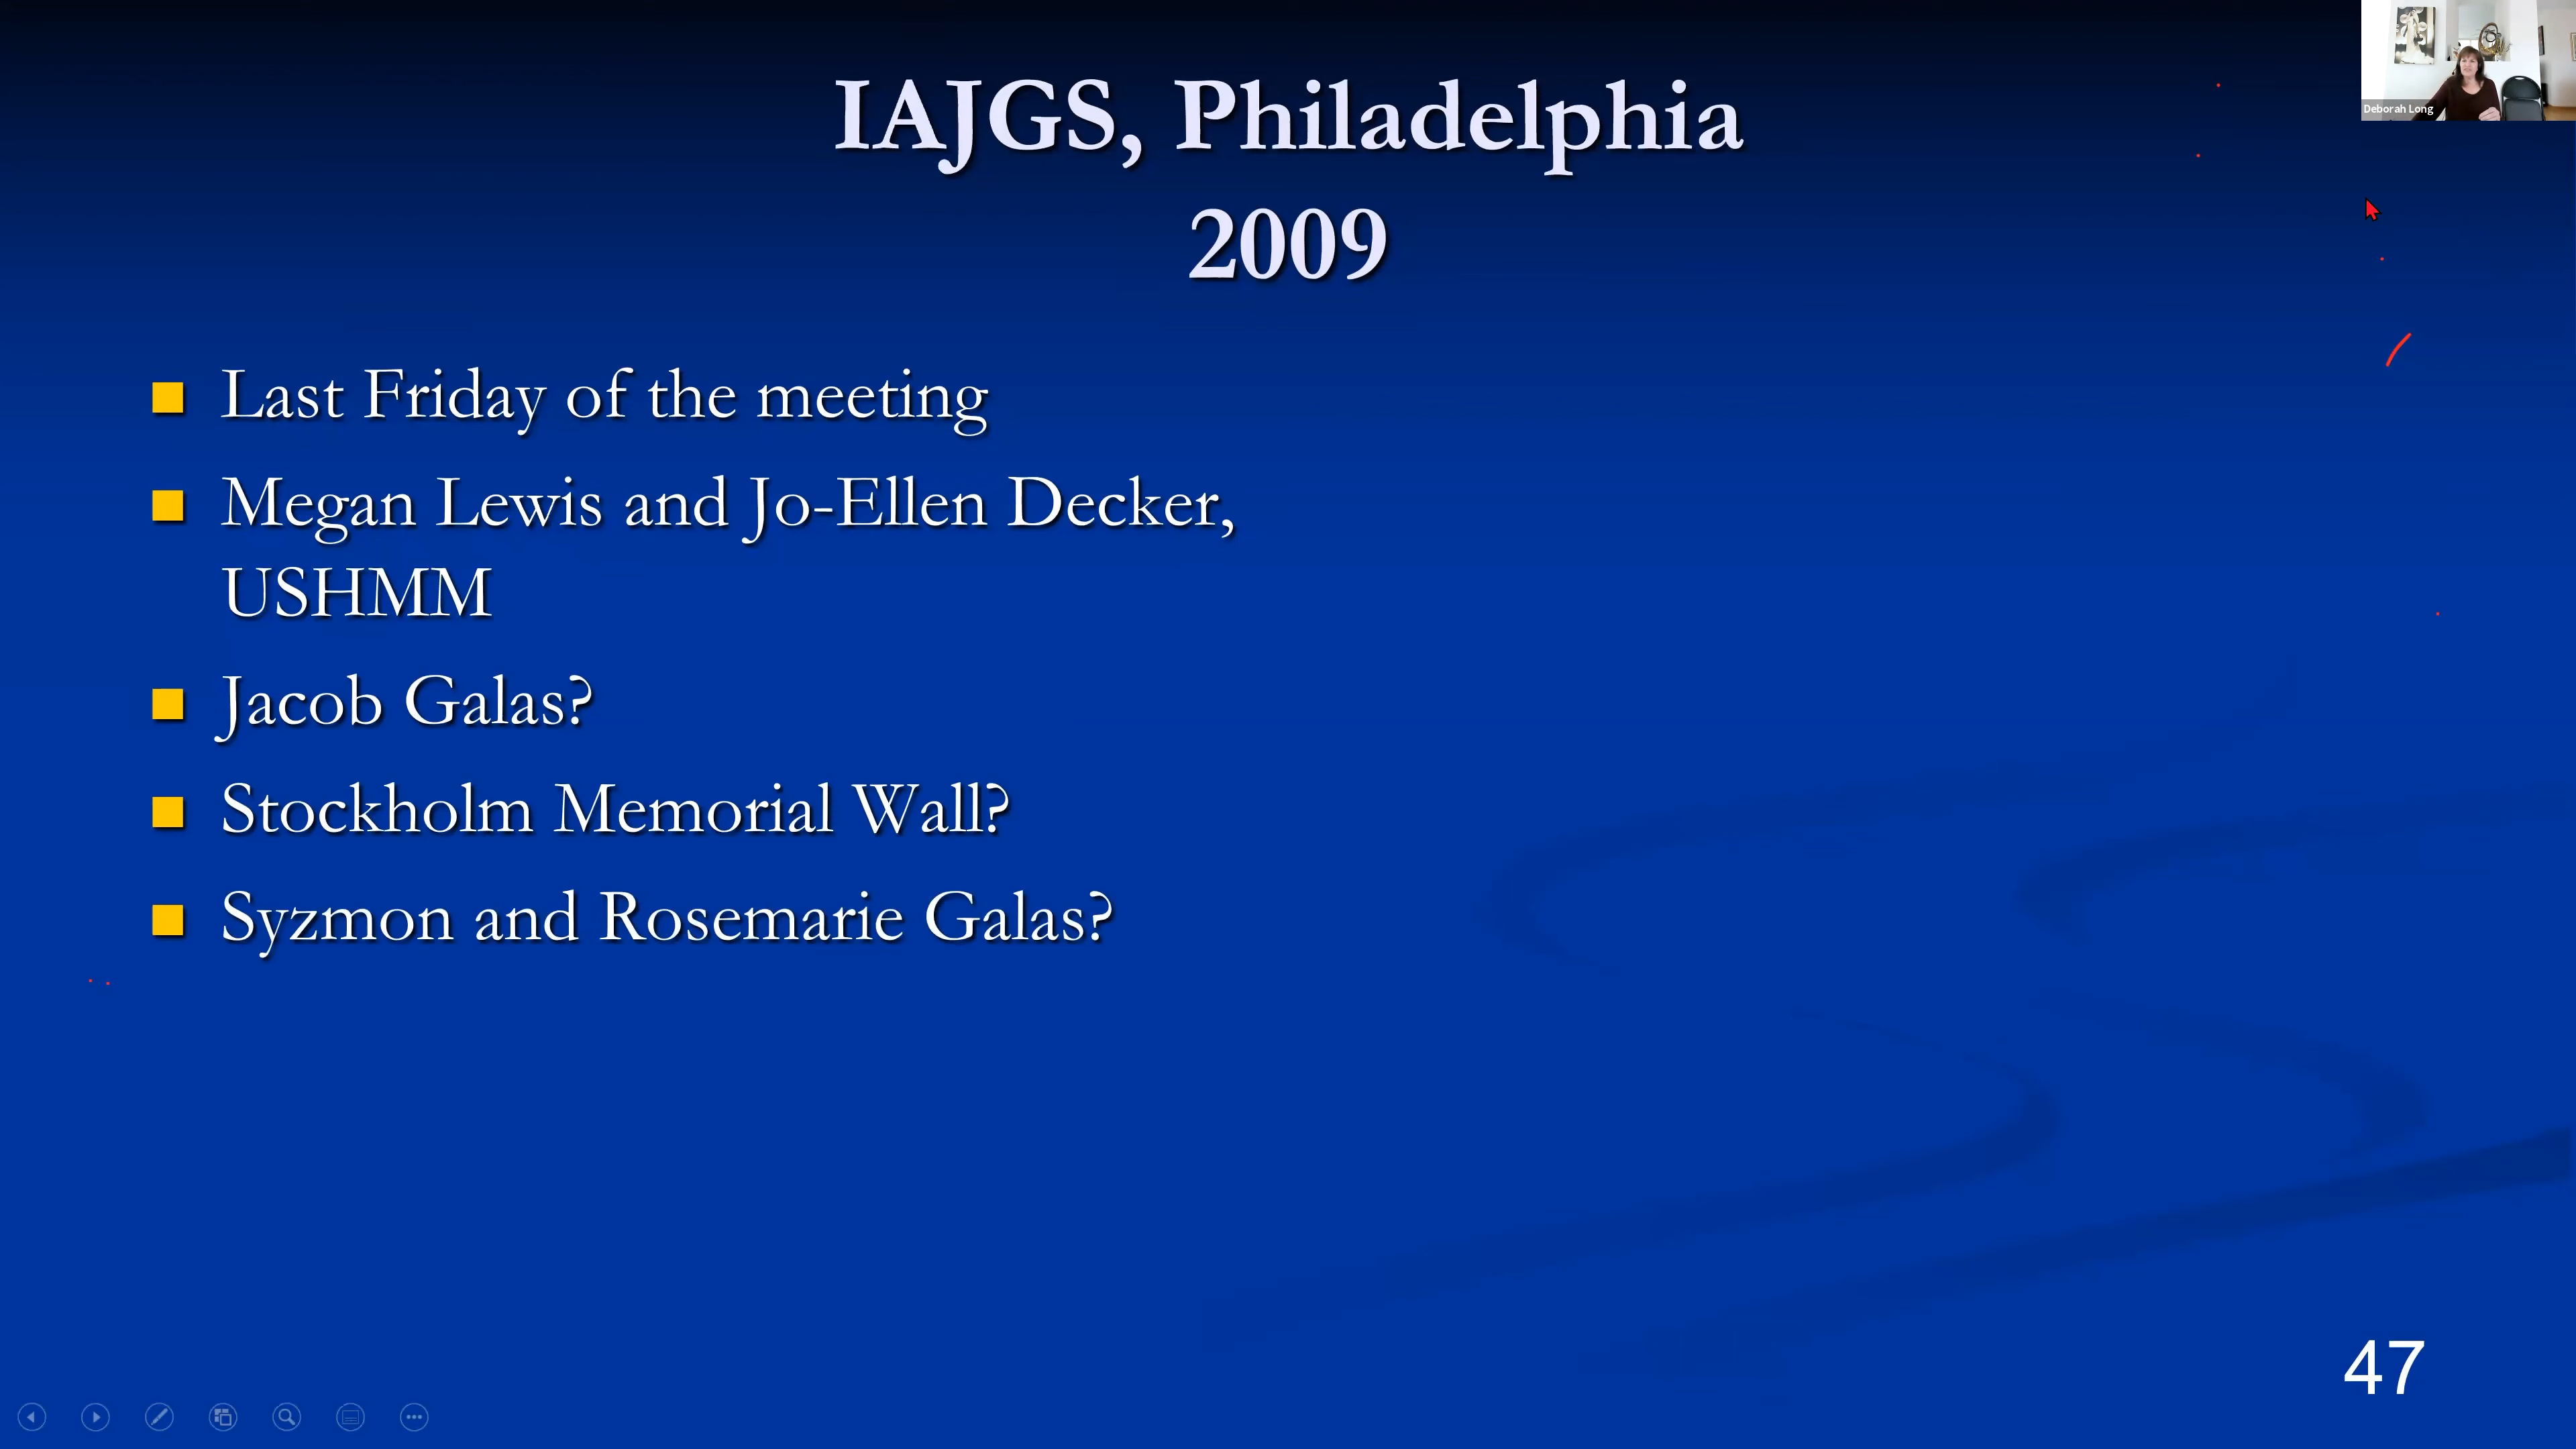 Deborah Long
IAJGS, Philadelphia
2009
Last Friday of the meeting
Megan Lewis and Jo-Ellen Decker,
USHMM
Jacob Galas?
Stockholm Memorial Wall?
Syzmon and Rosemarie Galas?
47